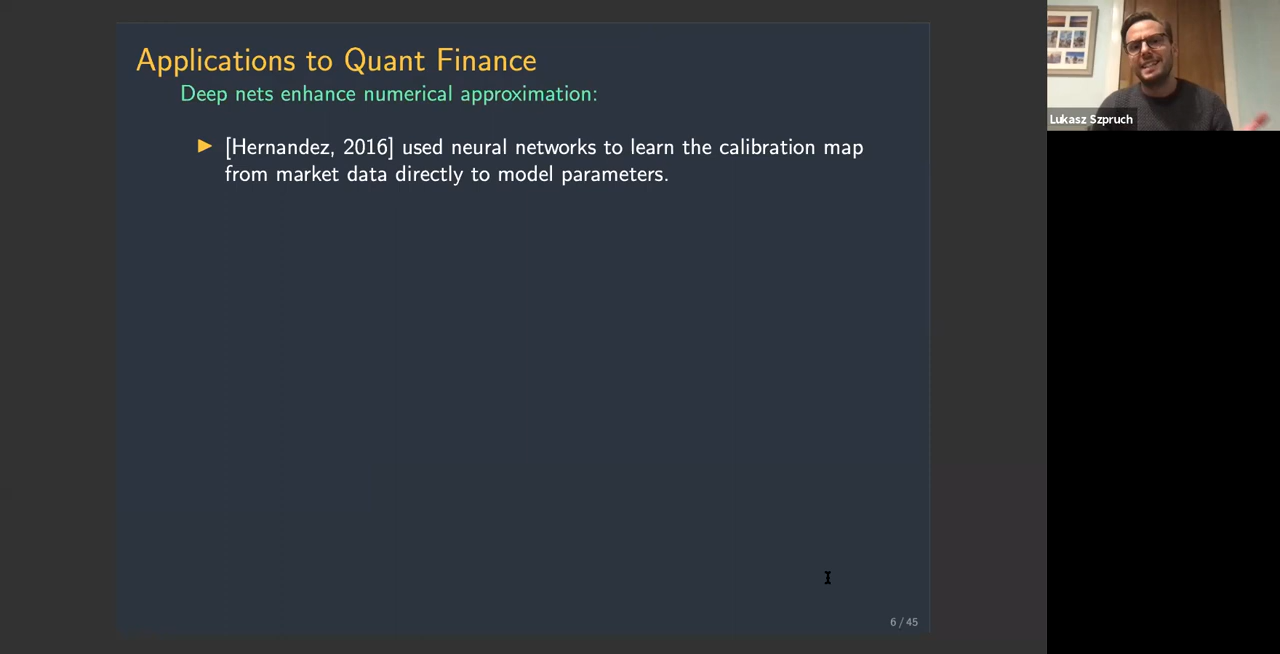 Applications to Quant Finance
Deep nets enhance numerical approximation:
▶ [Hernandez, 2016] used neural networks to learn the calibration map
from market data directly to model parameters.
6 / 45
Lukasz Szpruch